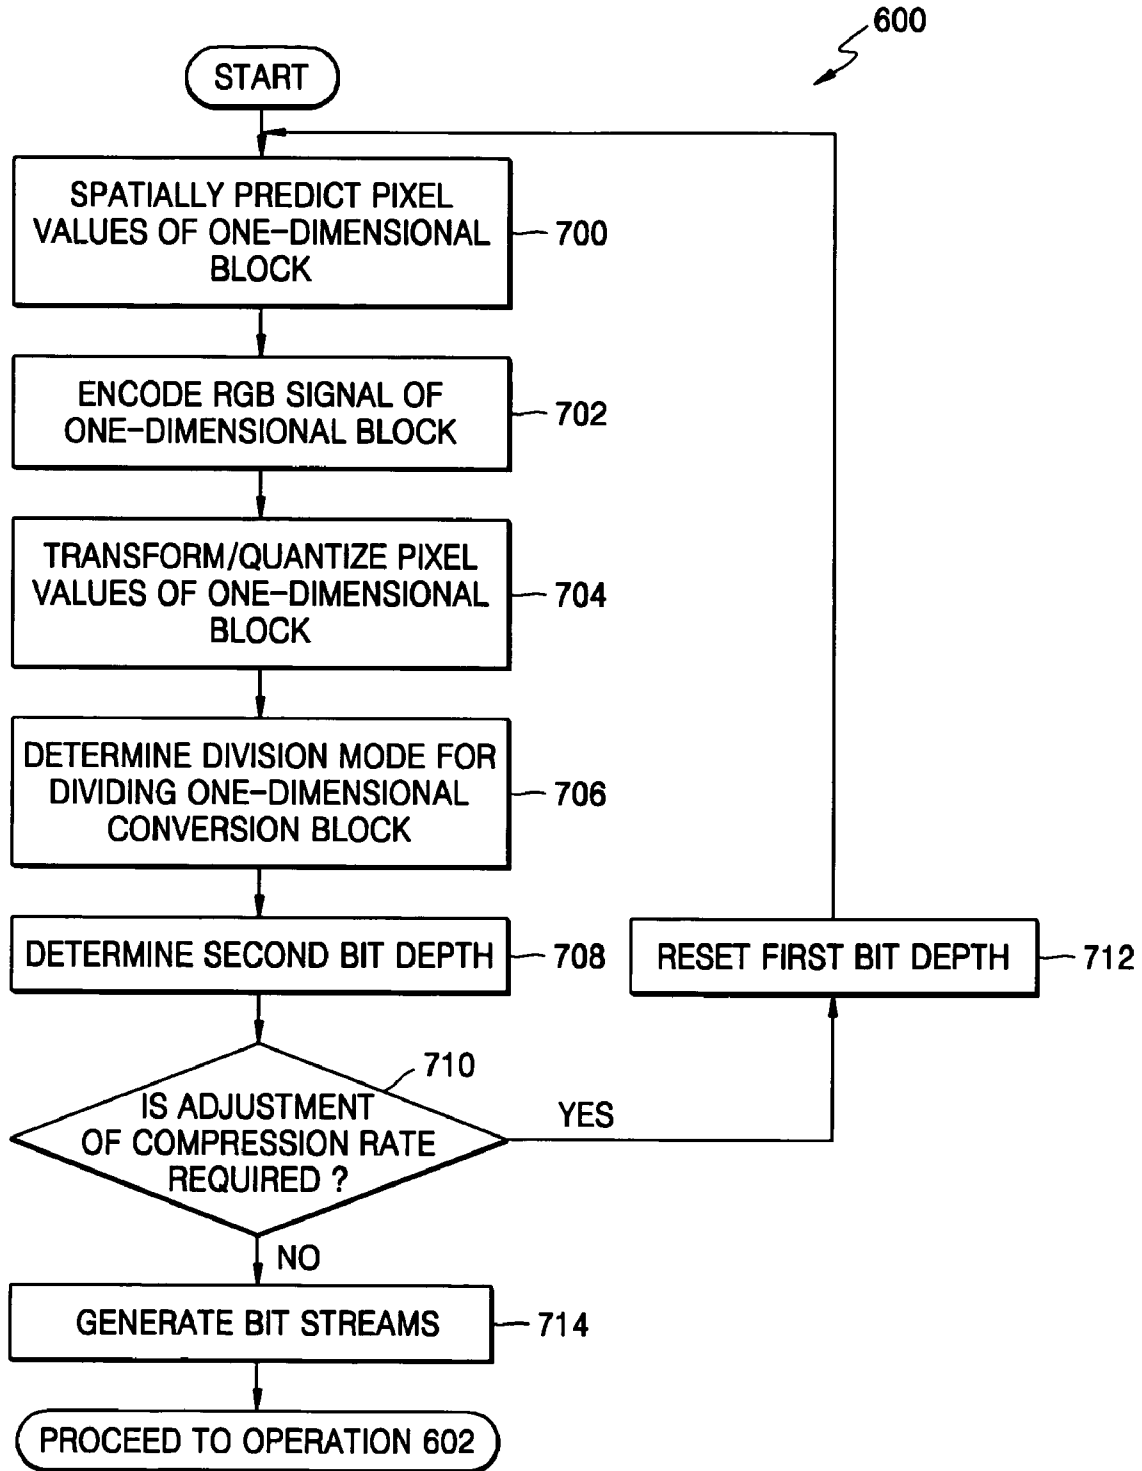 600
START
SPATIALLY PREDICT PIXEL
VALUES OF ONE-DIMENSIONAL
BLOCK
700
ENCODE RGB SIGNAL OF
ONE-DIMENSIONAL BLOCK
702
TRANSFORM/QUANTIZE PIXEL
VALUES OF ONE-DIMENSIONAL
BLOCK
704
DETERMINE DIVISION MODE FOR
DIVIDING ONE-DIMENSIONAL
CONVERSION BLOCK
706
DETERMINE SECOND BIT DEPTH
708
RESET FIRST BIT DEPTH
712
710
IS ADJUSTMENT
OF COMPRESSION RATE
REQUIRED ?
YES
NO
GENERATE BIT STREAMS
714
PROCEED TO OPERATION 602